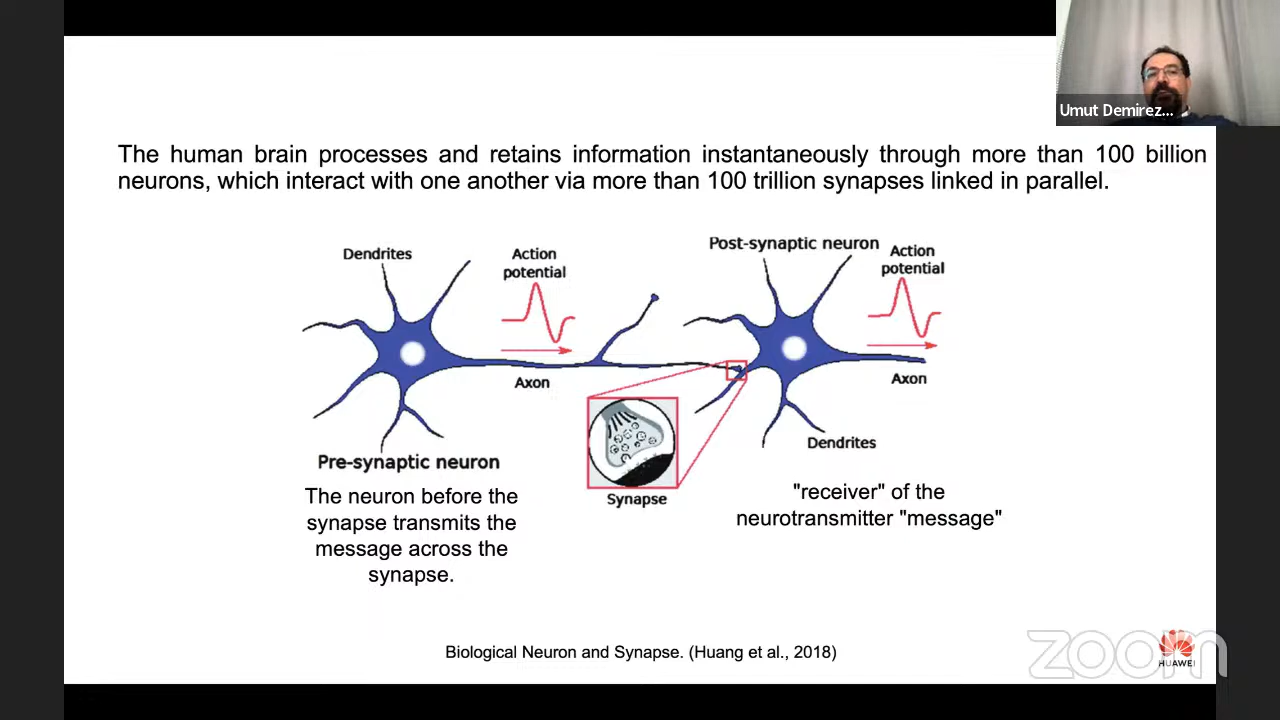 Umut Demirez...
The human brain processes and retains information instantaneously through more than 100 billion
neurons, which interact with one another via more than 100 trillion synapses linked in parallel.
Dendrites
Action
potential
Post-synaptic neuron
Action
potential
Axon
Axon
Dendrites
Pre-synaptic neuron
The neuron before the
synapse transmits the
message across the
synapse.
Synapse
"receiver" of the
neurotransmitter "message"
Biological Neuron and Synapse. (Huang et al., 2018)
zoom
HUAWEI